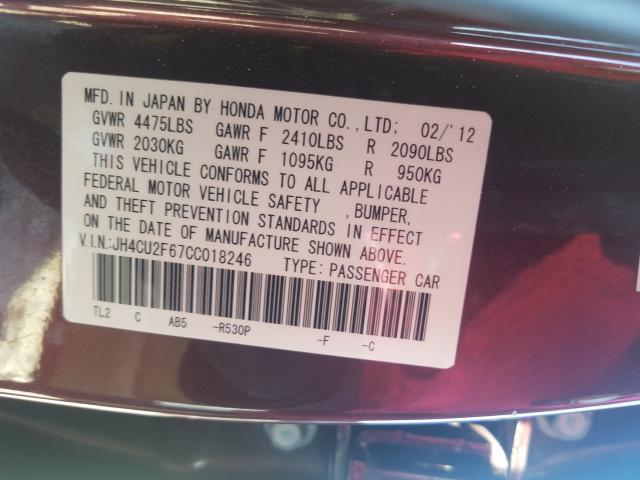 MFD. IN JAPAN BY HONDA MOTOR CO., LTD; 02/'12
GVWR 4475LBS GAWR F 2410LBS R 2090LBS
GVWR 2030KG GAWR F 1095KG R 950KG
THIS VEHICLE CONFORMS TO ALL APPLICABLE
FEDERAL MOTOR VEHICLE SAFETY , BUMPER,
AND THEFT PREVENTION STANDARDS IN EFFECT
ON THE DATE OF MANUFACTURE SHOWN ABOVE.
V.I.N.:JH4CU2F67CC018246 TYPE: PASSENGER CAR
TL2 C AB5 -R530P -F -C